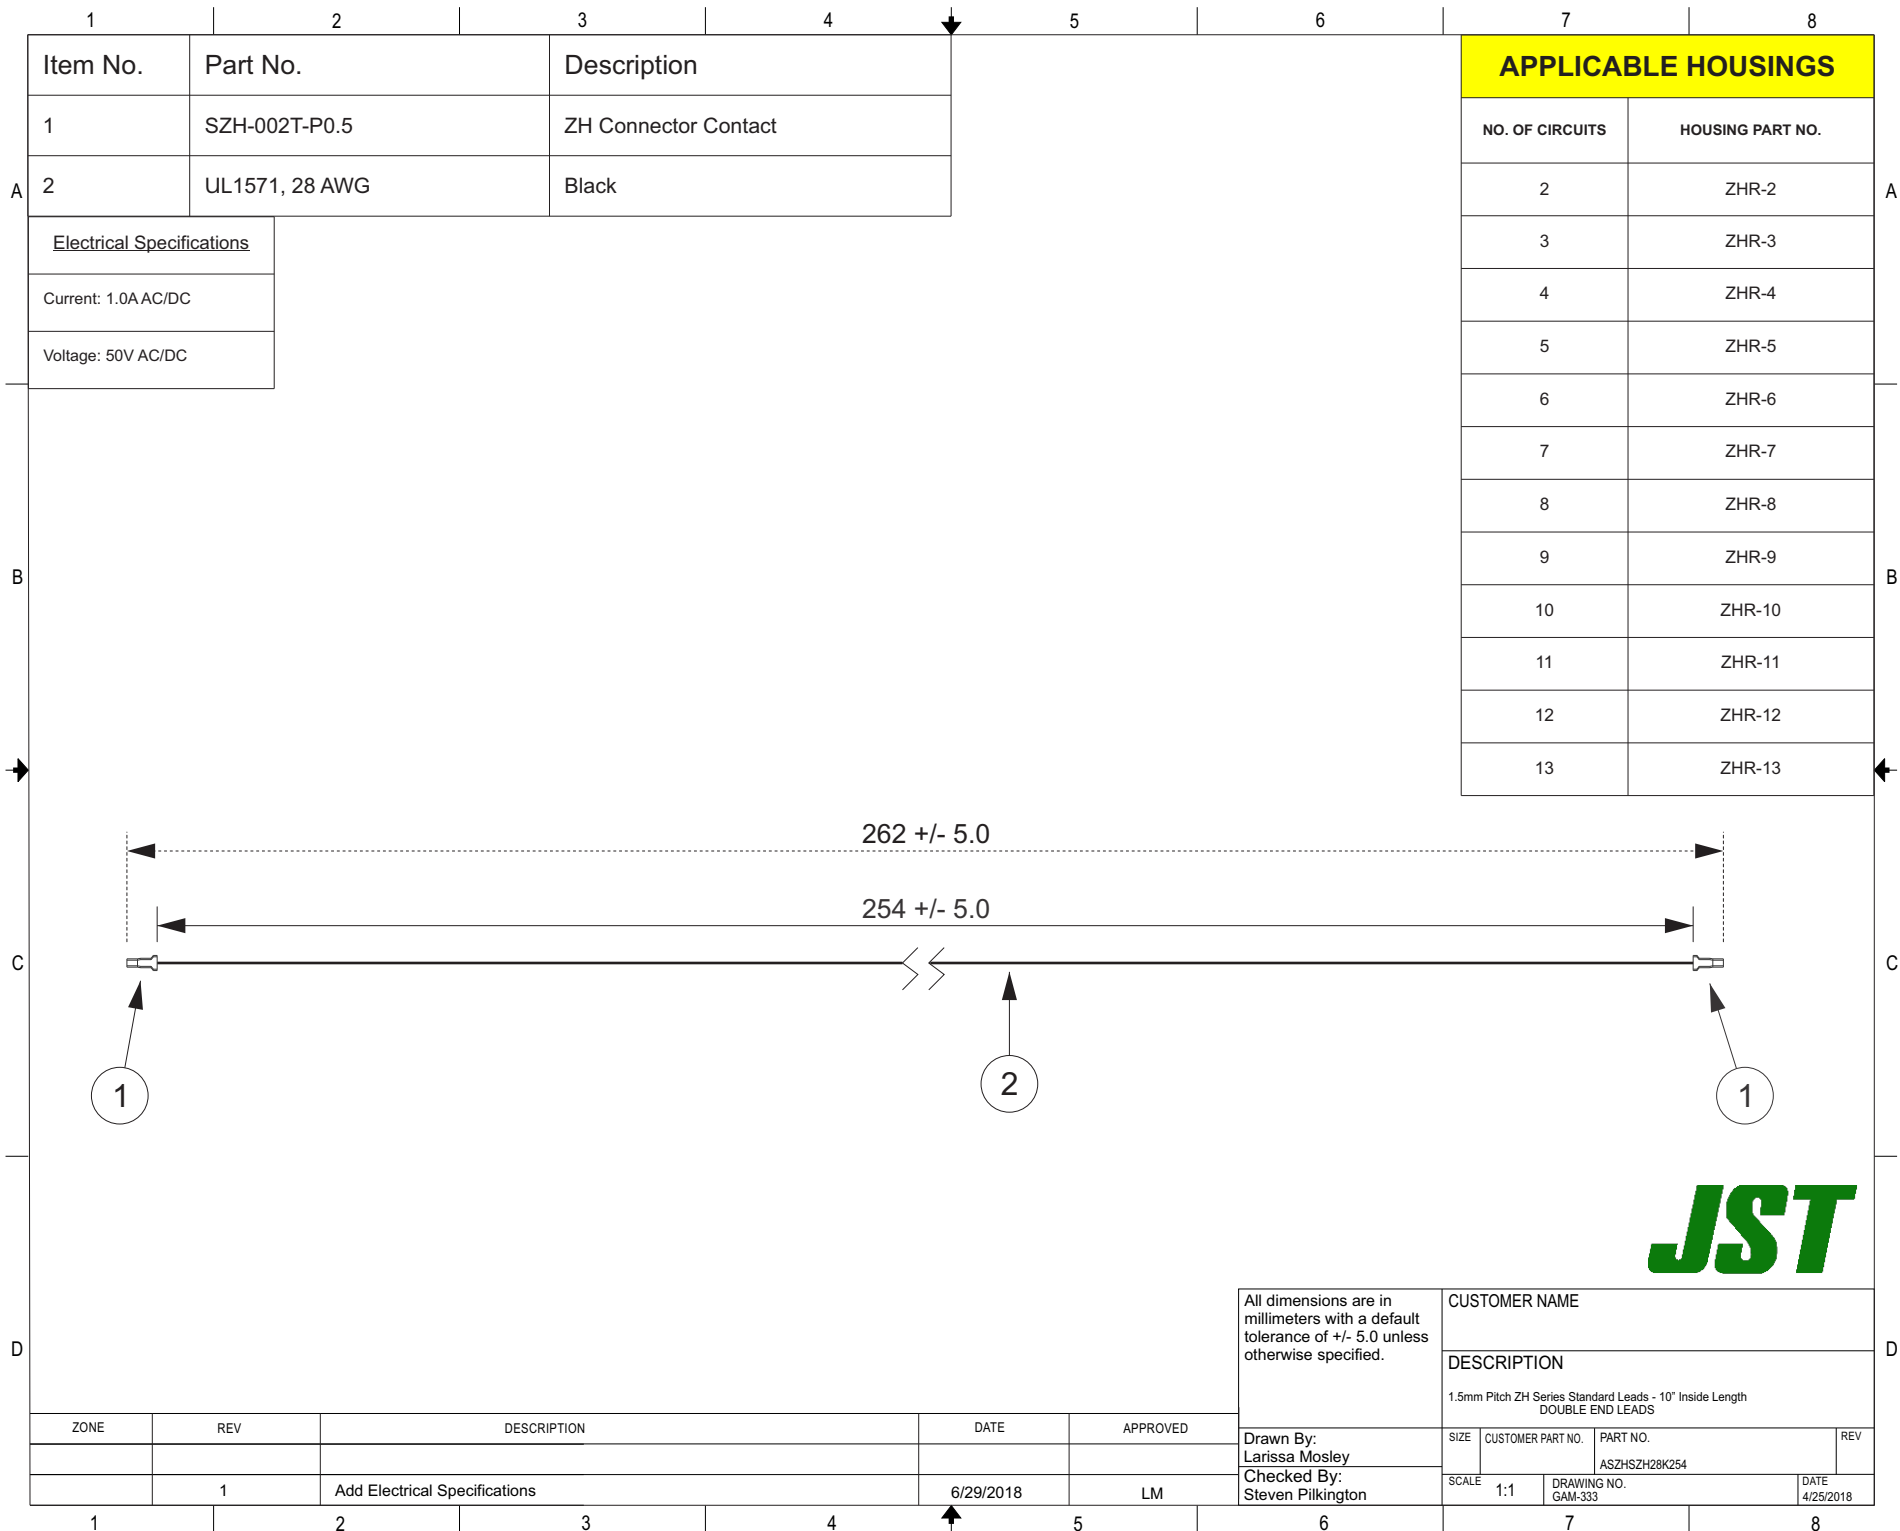 1 2 3 4 5 6 7 8
Item No. Part No. Description
1 SZH-002T-P0.5 ZH Connector Contact
2 UL1571, 28 AWG Black
Electrical Specifications
Current: 1.0A AC/DC
Voltage: 50V AC/DC
APPLICABLE HOUSINGS
NO. OF CIRCUITS HOUSING PART NO.
2 ZHR-2
3 ZHR-3
4 ZHR-4
5 ZHR-5
6 ZHR-6
7 ZHR-7
8 ZHR-8
9 ZHR-9
10 ZHR-10
11 ZHR-11
12 ZHR-12
13 ZHR-13
A A
B B
262 +/- 5.0
254 +/- 5.0
C C
1 2 1
JST
D D
All dimensions are in
millimeters with a default
tolerance of +/- 5.0 unless
otherwise specified.
CUSTOMER NAME
DESCRIPTION
1.5mm Pitch ZH Series Standard Leads - 10” Inside Length
DOUBLE END LEADS
ZONE REV DESCRIPTION DATE APPROVED
1 Add Electrical Specifications 6/29/2018 LM
Drawn By:
Larissa Mosley
Checked By:
Steven Pilkington
SIZE CUSTOMER PART NO. PART NO. REV
ASZHSZH28K254
SCALE 1:1 DRAWING NO. DATE
GAM-333 4/25/2018
1 2 3 4 5 6 7 8